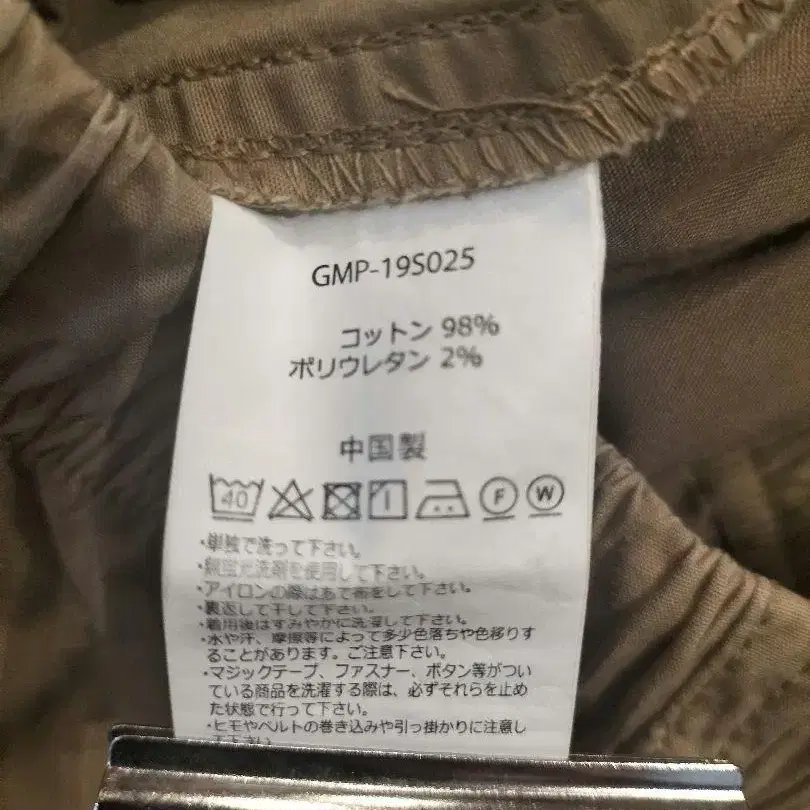 GMP-19S025
コットン 98%
ポリウレタン 2%
中国製
40
F W
・単独で洗って下さい。
・無蛍光洗剤を使用して下さい。
・アイロンの際はあて布をして下さい。
・裏返して干して下さい。
・着用後はすみやかに洗濯して下さい。
・水や汗、摩擦等によって多少色落ちや色移りす
ることがあります。ご注意下さい。
・マジックテープ、ファスナー、ボタン等がつい
ている商品を洗濯する際は、必ずそれらを止め
た状態で行って下さい。
・ヒモやベルトの巻き込みや引っ掛かりに注意し